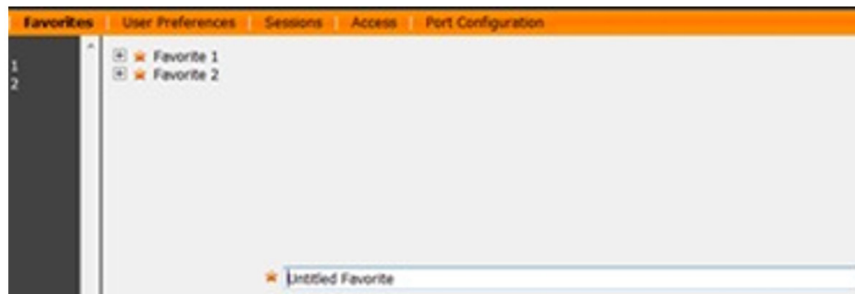 Favorites | User Preferences | Sessions | Access | Port Configuration
1
2
Favorite 1
Favorite 2
Untitled Favorite